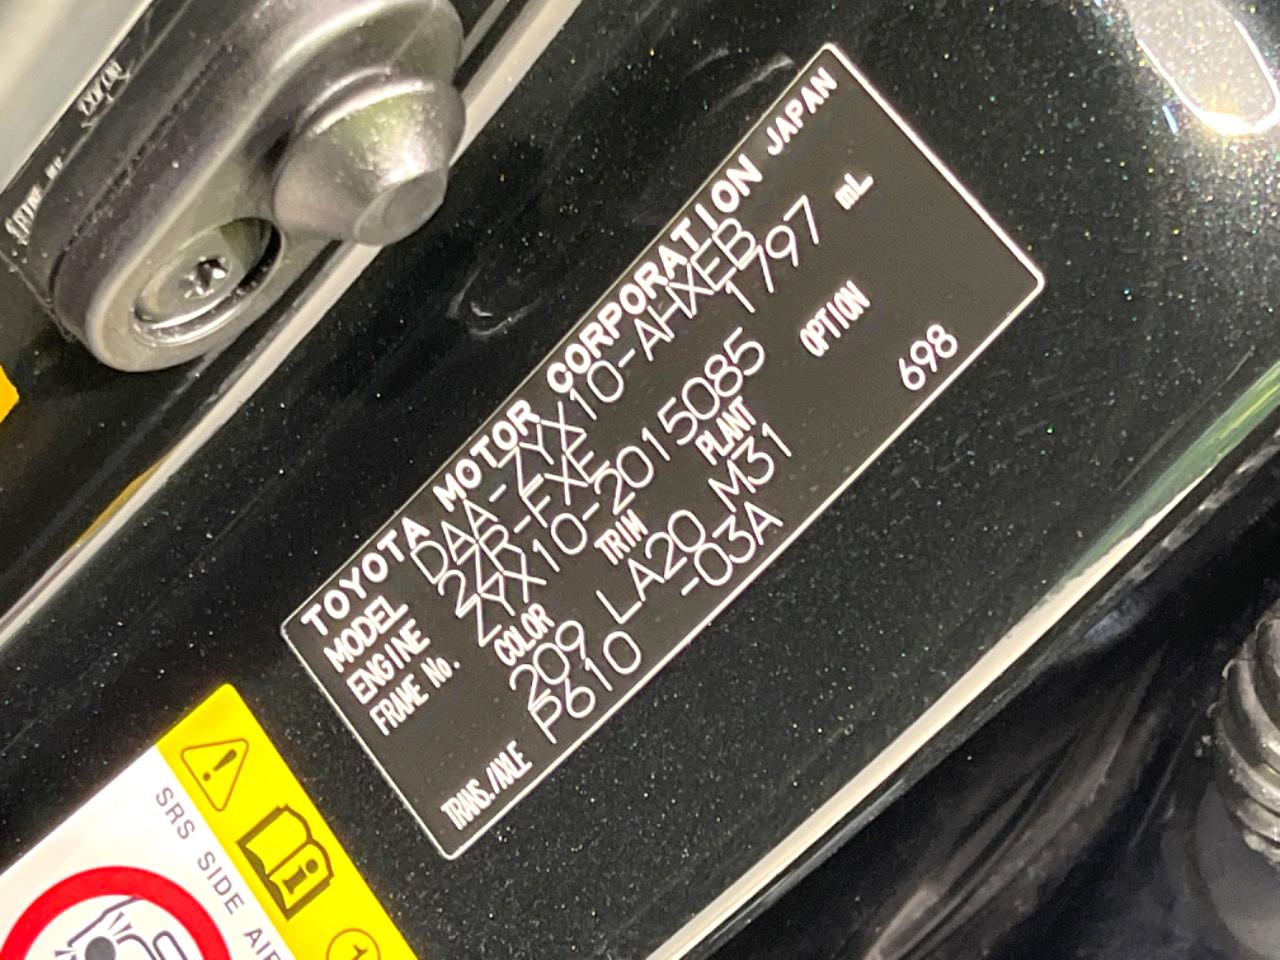 TOYOTA MOTOR CORPORATION JAPAN
MODEL DAA-ZYX10-AHXEB
ENGINE 2ZR-FXE 1797 mL
FRAME No. ZYX10-2015085
COLOR TRIM PLANT OPTION
209 LA20 M31 698
TRANS./AXLE P610 -03A
SRS SIDE AIR